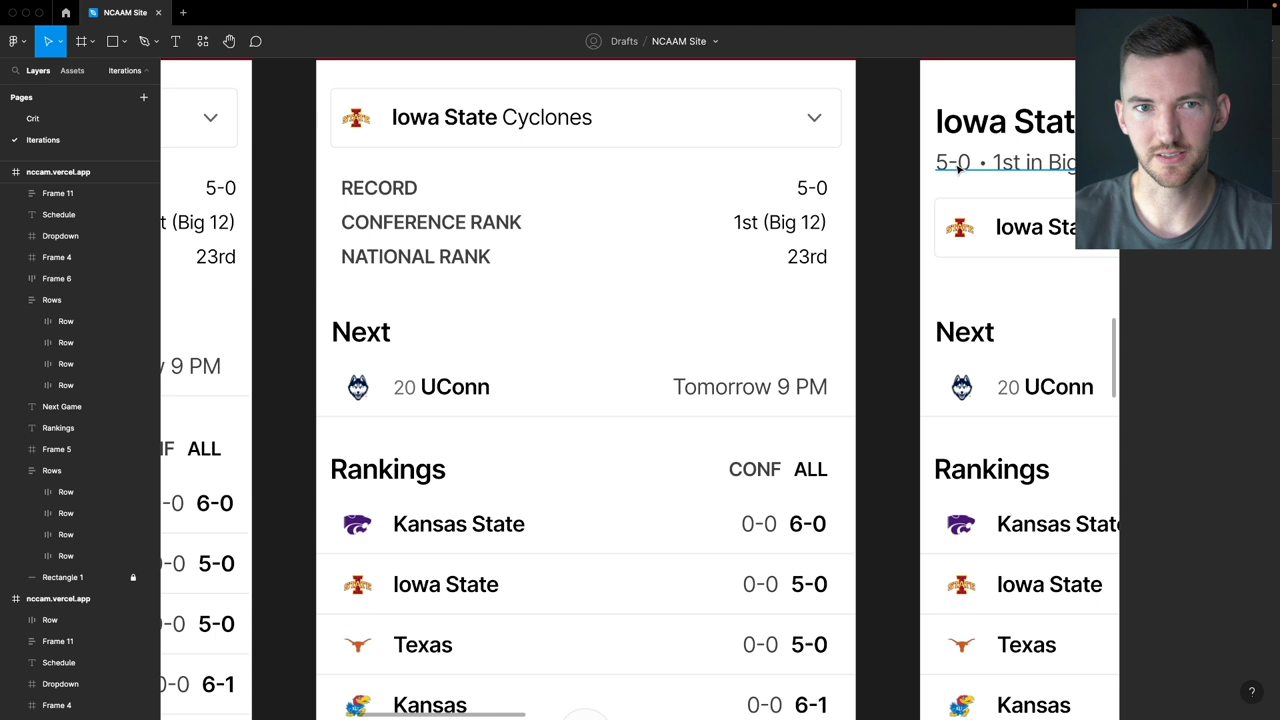 NCAAM Site
Drafts / NCAAM Site
Layers
Assets
Iterations
Pages
Crit
Iterations
nccam.vercel.app
Frame 11
Schedule
Dropdown
Frame 4
Frame 6
Rows
Row
Row
Row
Row
Next Game
Rankings
Frame 5
Rows
Row
Row
Row
Row
Rectangle 1
nccam.vercel.app
Row
Frame 11
Schedule
Dropdown
Frame 4
5-0
t (Big 12)
23rd
9 PM
F ALL
-0 6-0
-0 5-0
-0 5-0
0-0 6-1
Iowa State Cyclones
RECORD 5-0
CONFERENCE RANK 1st (Big 12)
NATIONAL RANK 23rd
Next
20 UConn Tomorrow 9 PM
Rankings CONF ALL
Kansas State 0-0 6-0
Iowa State 0-0 5-0
Texas 0-0 5-0
Kansas 0-0 6-1
Iowa Stat
5-0 • 1st in Big
Iowa Sta
Next
20 UConn
Rankings
Kansas State
Iowa State
Texas
Kansas
?